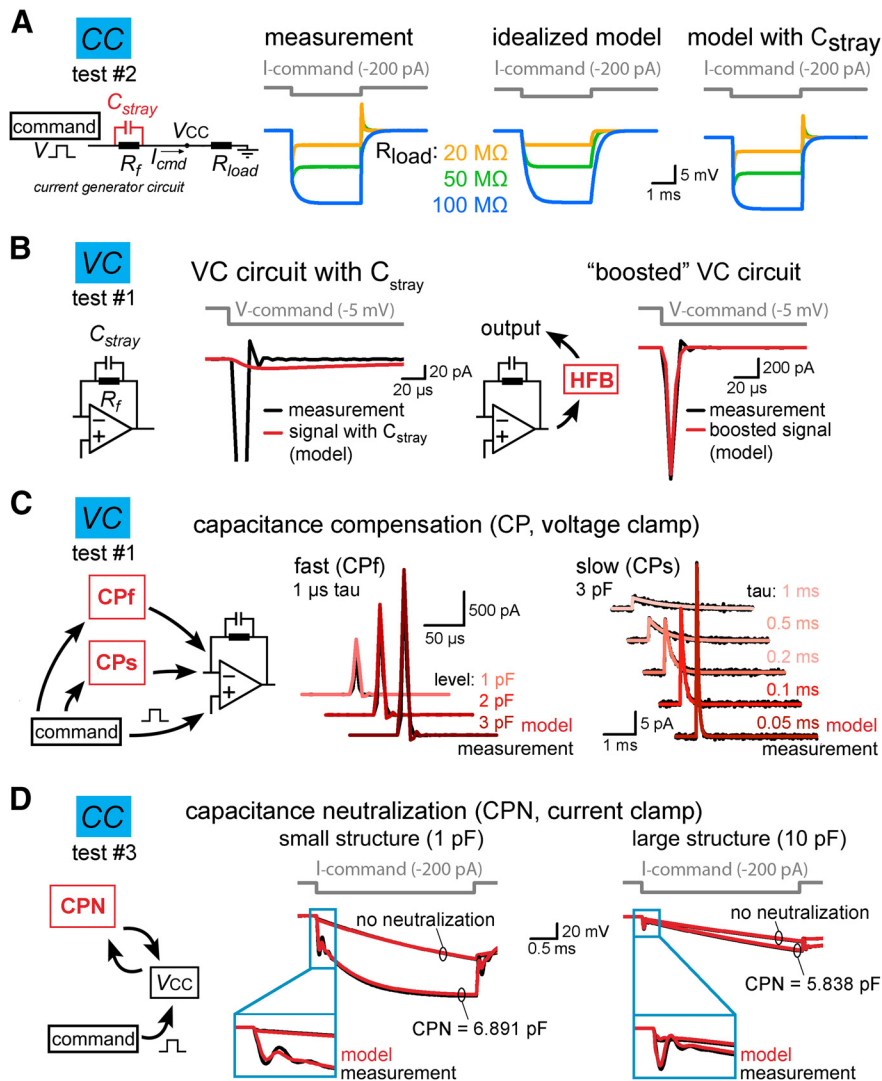 A
CC
test #2
measurement
idealized model
model with Cstray
I-command (-200 pA)
I-command (-200 pA)
I-command (-200 pA)
Cstray
command
V
VCC
Rf
Icmd
Rload
current generator circuit
Rload: 20 MΩ
50 MΩ
100 MΩ
5 mV
1 ms
B
VC
test #1
VC circuit with Cstray
"boosted" VC circuit
V-command (-5 mV)
V-command (-5 mV)
Cstray
Rf
20 pA
20 µs
measurement
signal with Cstray
(model)
output
HFB
200 pA
20 µs
measurement
boosted signal
(model)
C
VC
test #1
capacitance compensation (CP, voltage clamp)
CPf
CPs
command
fast (CPf)
1 µs tau
500 pA
50 µs
level: 1 pF
2 pF
3 pF model
measurement
slow (CPs)
3 pF
tau: 1 ms
0.5 ms
0.2 ms
0.1 ms
0.05 ms model
measurement
5 pA
1 ms
D
CC
test #3
capacitance neutralization (CPN, current clamp)
small structure (1 pF)
large structure (10 pF)
I-command (-200 pA)
I-command (-200 pA)
CPN
VCC
command
no neutralization
20 mV
0.5 ms
CPN = 6.891 pF
model
measurement
no neutralization
CPN = 5.838 pF
model
measurement